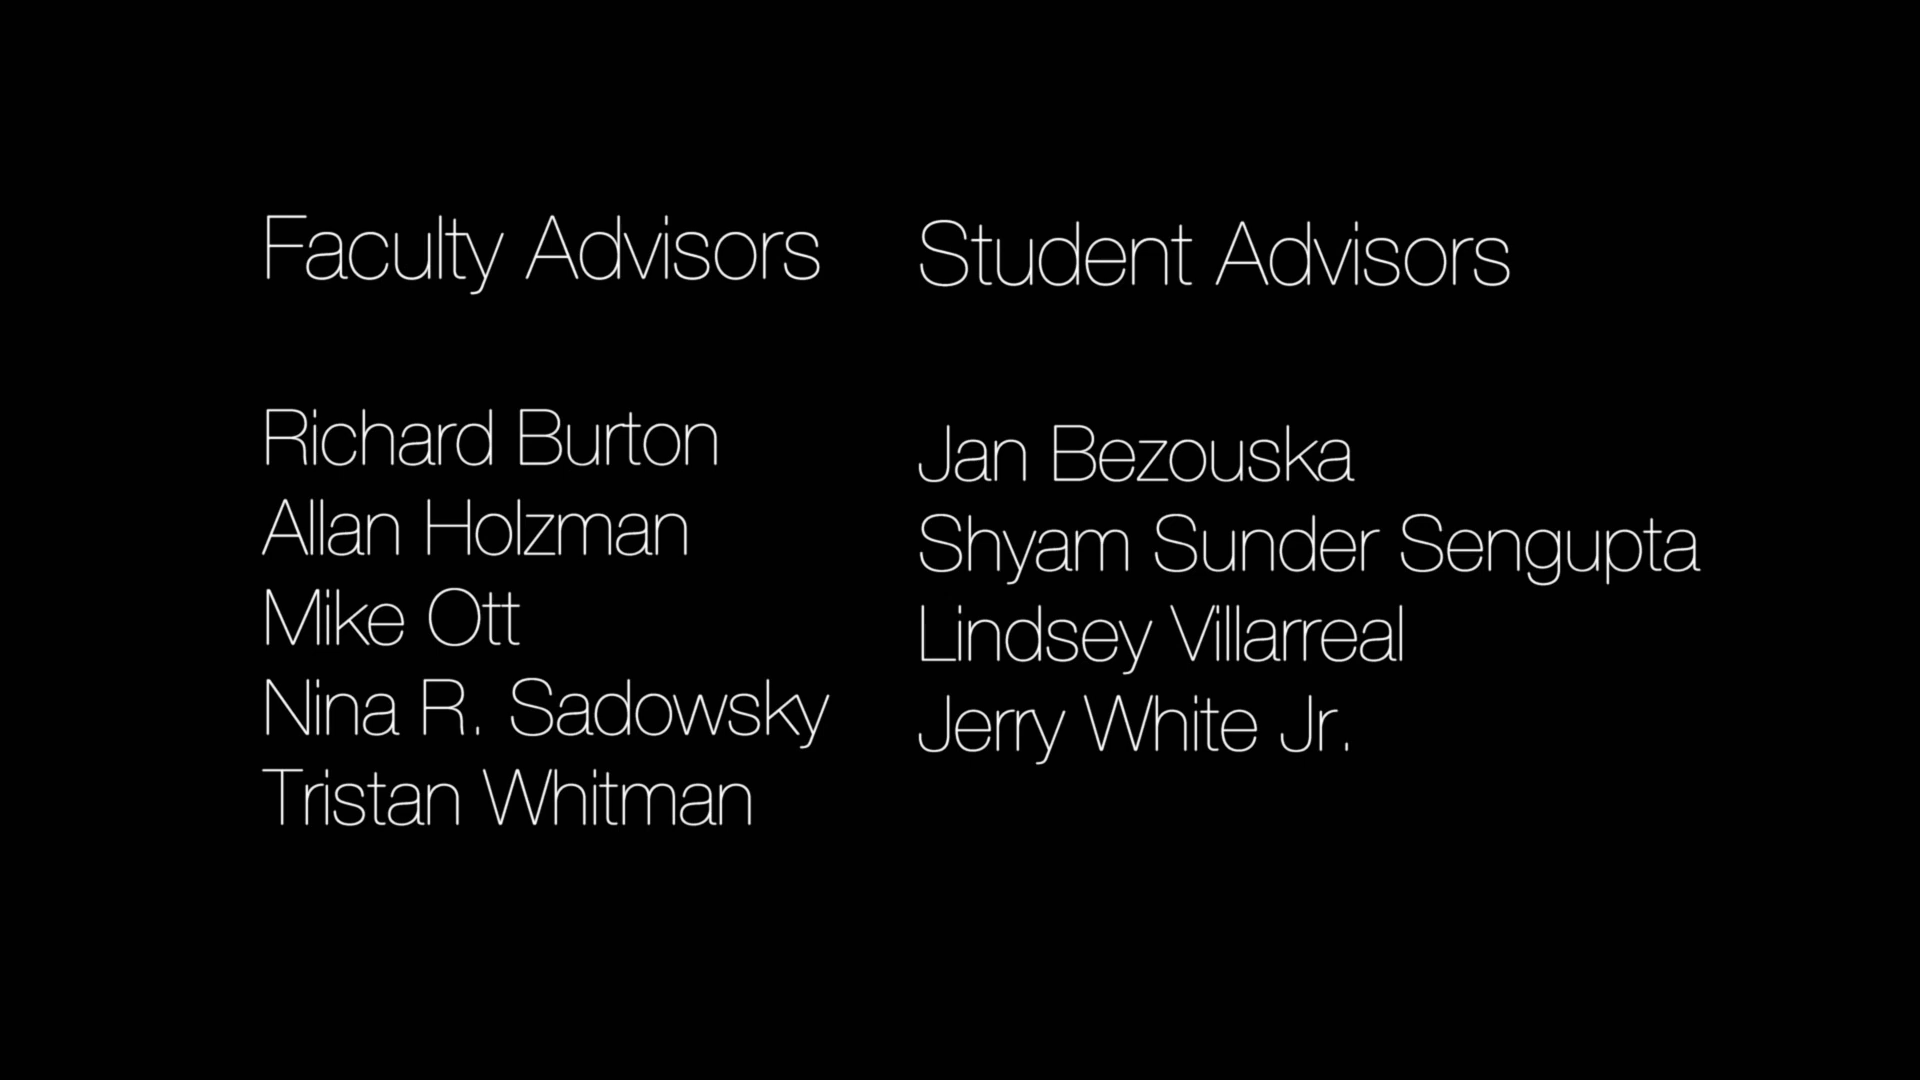 Faculty Advisors
Richard Burton
Allan Holzman
Mike Ott
Nina R. Sadowsky
Tristan Whitman
Student Advisors
Jan Bezouska
Shyam Sunder Sengupta
Lindsey Villarreal
Jerry White Jr.